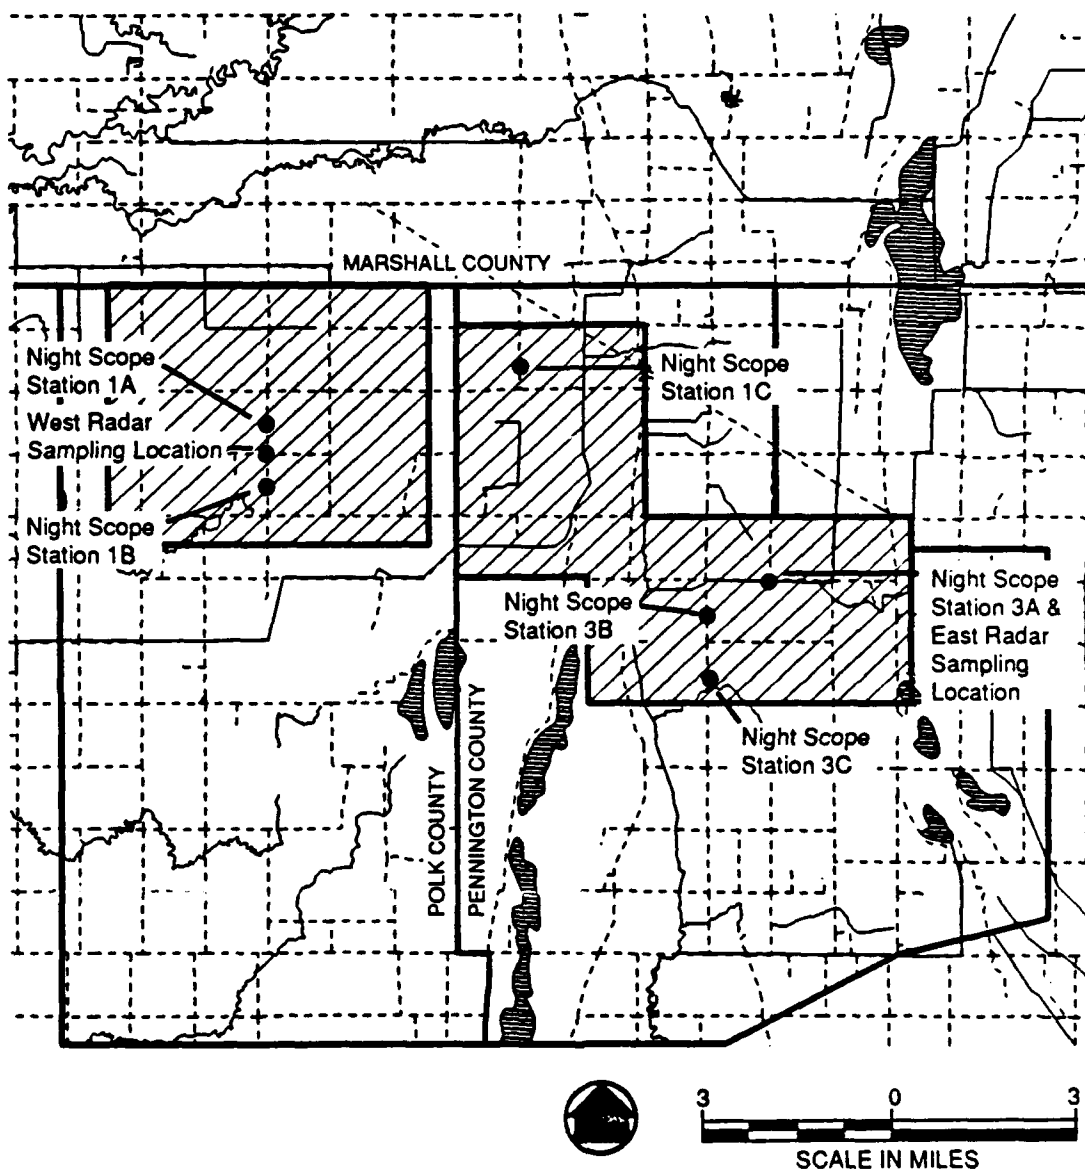 MARSHALL COUNTY
Night Scope
Station 1A
West Radar
Sampling Location
Night Scope
Station 1B
Night Scope
Station 1C
Night Scope
Station 3B
Night Scope
Station 3A &
East Radar
Sampling
Location
Night Scope
Station 3C
POLK COUNTY
PENNINGTON COUNTY
3 0 3
SCALE IN MILES